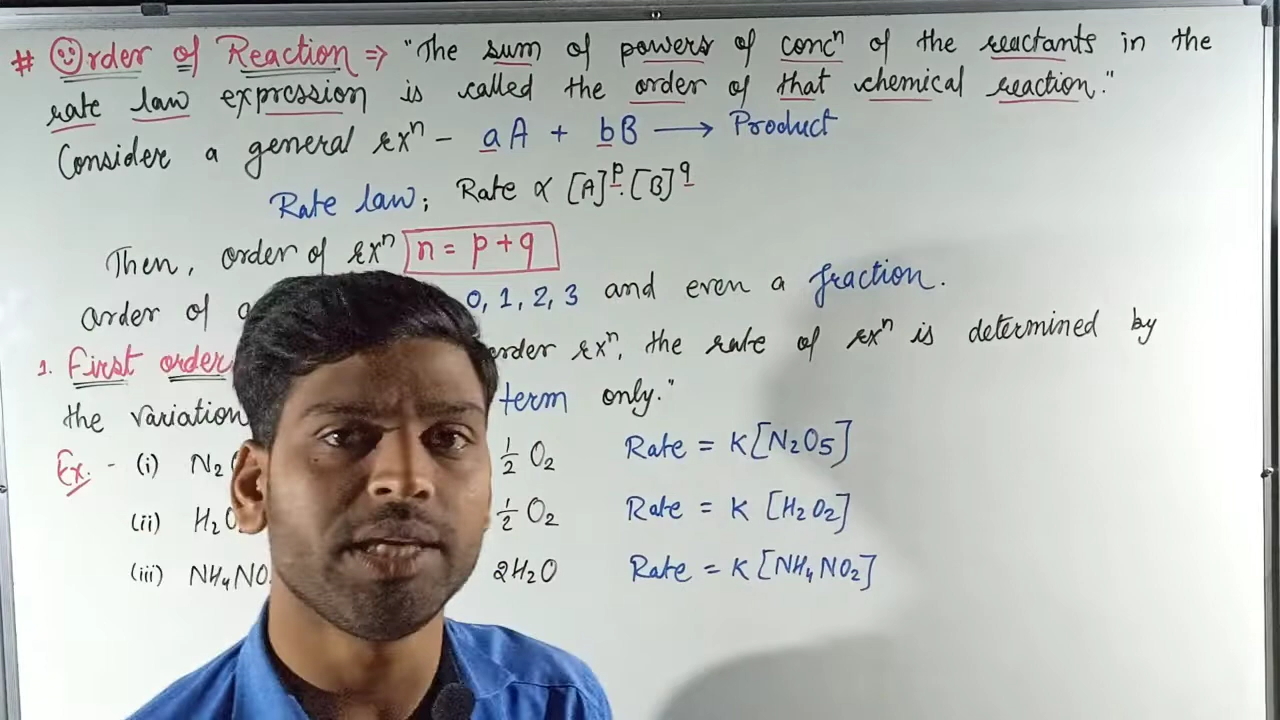 # Order of Reaction ⇒ "The sum of powers of concⁿ of the reactants in the
rate law expression is called the order of that chemical reaction."
Consider a general rxⁿ - aA + bB ⟶ Product
Rate law; Rate ∝ [A]ᵖ.[B]^q
Then, order of rxⁿ n = p + q
Order of 0, 1, 2, 3 and even a fraction.
1. First order order rxⁿ, the rate of rxⁿ is determined by
the variation term only."
Ex. - (i) N₂ ½ O₂ Rate = K[N₂O₅]
(ii) H₂O ½ O₂ Rate = K [H₂O₂]
(iii) NH₄NO 2H₂O Rate = K [NH₄NO₂]